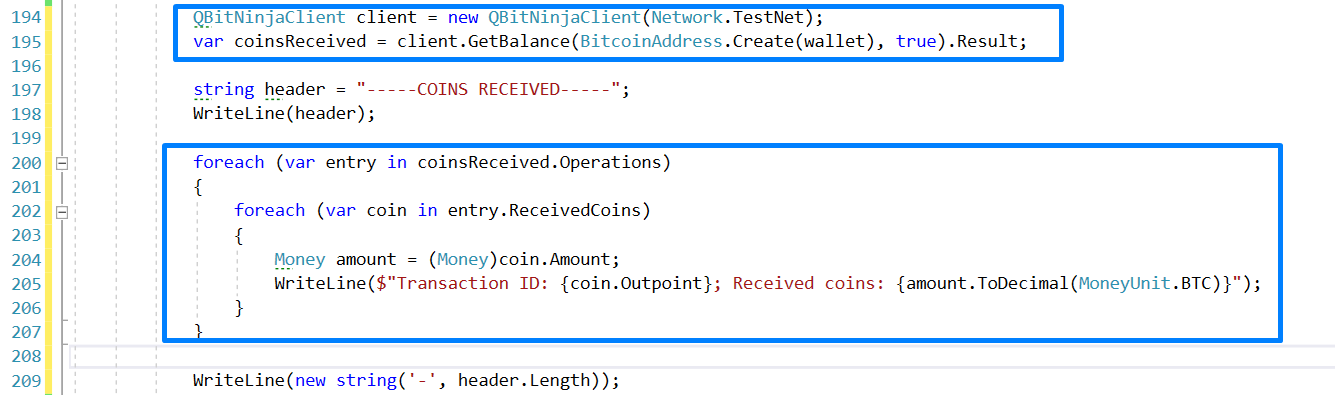 194 QBitNinjaClient client = new QBitNinjaClient(Network.TestNet);
195 var coinsReceived = client.GetBalance(BitcoinAddress.Create(wallet), true).Result;
196
197 string header = "-----COINS RECEIVED-----";
198 WriteLine(header);
199
200 foreach (var entry in coinsReceived.Operations)
201 {
202 foreach (var coin in entry.ReceivedCoins)
203 {
204 Money amount = (Money)coin.Amount;
205 WriteLine($"Transaction ID: {coin.Outpoint}; Received coins: {amount.ToDecimal(MoneyUnit.BTC)}");
206 }
207 }
208
209 WriteLine(new string('-', header.Length));